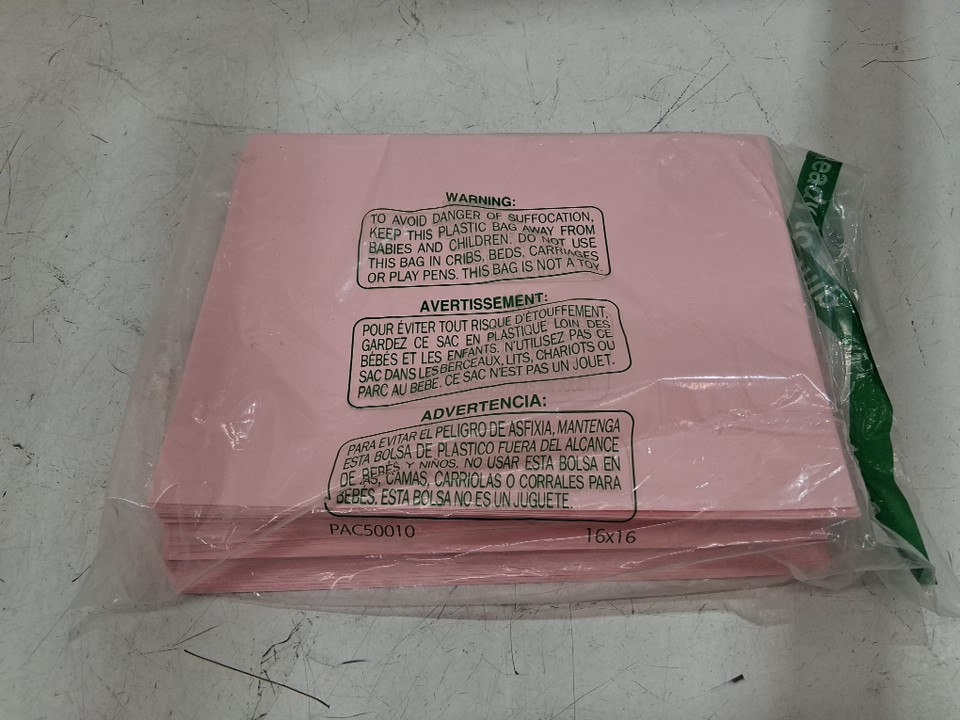 WARNING:
TO AVOID DANGER OF SUFFOCATION,
KEEP THIS PLASTIC BAG AWAY FROM
BABIES AND CHILDREN. DO NOT USE
THIS BAG IN CRIBS, BEDS, CARRIAGES
OR PLAY PENS. THIS BAG IS NOT A TOY.
AVERTISSEMENT:
POUR ÉVITER TOUT RISQUE D'ÉTOUFFEMENT,
GARDEZ CE SAC EN PLASTIQUE LOIN DES
BÉBÉS ET LES ENFANTS. N'UTILISEZ PAS CE
SAC DANS LES BERCEAUX, LITS, CHARIOTS OU
PARC AU BEBE. CE SAC N'EST PAS UN JOUET.
ADVERTENCIA:
PARA EVITAR EL PELIGRO DE ASFIXIA, MANTENGA
ESTA BOLSA DE PLASTICO FUERA DEL ALCANCE
DE BEBÉS Y NIÑOS. NO USAR ESTA BOLSA EN
CAMAS, CARRIOLAS O CORRALES PARA
BEBÉS. ESTA BOLSA NO ES UN JUGUETE.
PAC50010
16x16